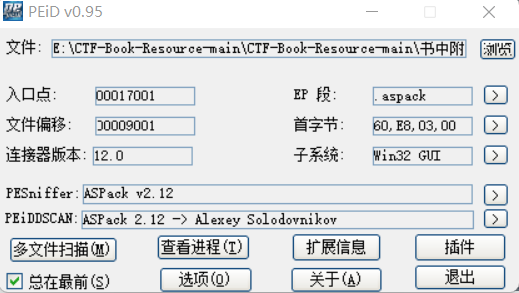 PEiD v0.95
文件: E:\CTF-Book-Resource-main\CTF-Book-Resource-main\书中附 浏览
入口点: 00017001 EP 段: .aspack >
文件偏移: 00009001 首字节: 60,E8,03,00 >
连接器版本: 12.0 子系统: Win32 GUI >
PESniffer: ASPack v2.12 >
PEiDDSCAN: ASPack 2.12 -> Alexey Solodovnikov >
多文件扫描(M) 查看进程(T) 扩展信息 插件
总在最前(S) 选项(O) 关于(A) 退出